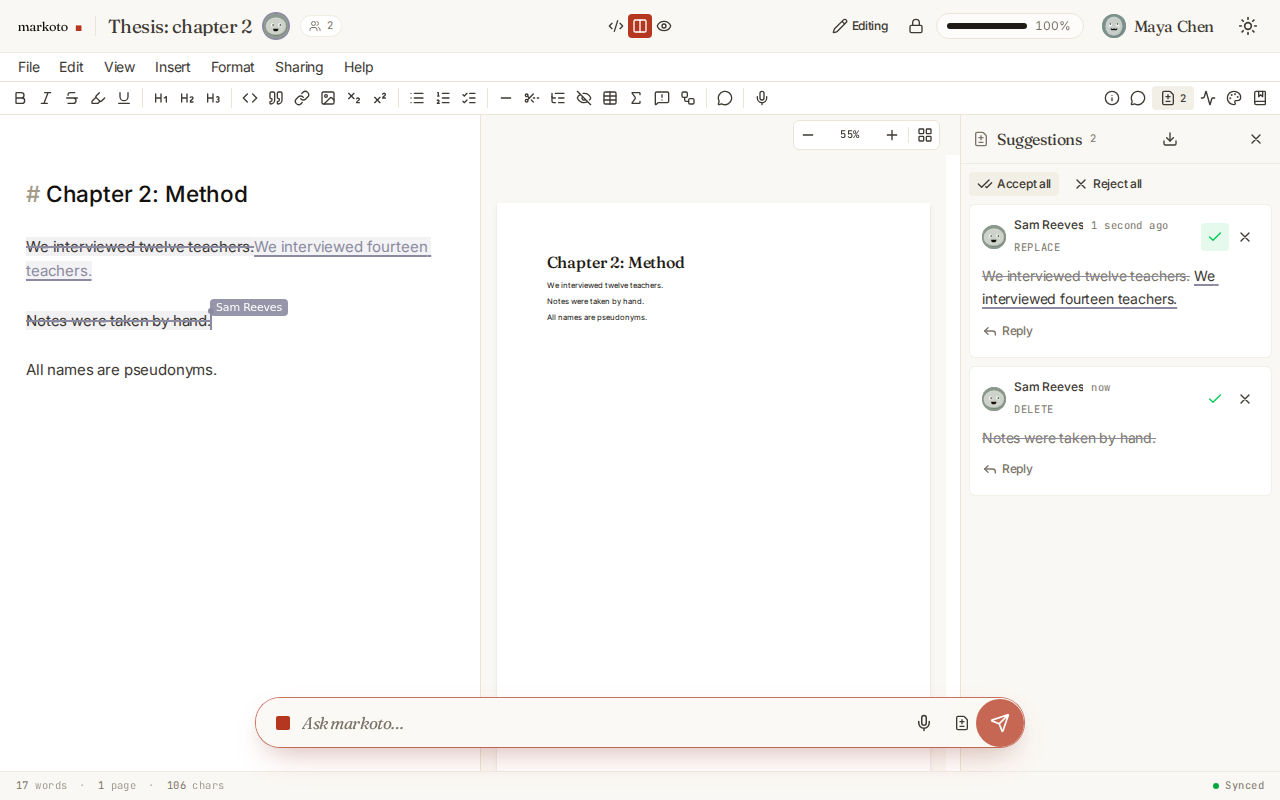 markoto
Thesis: chapter 2
2
Editing
100%
Maya Chen
File Edit View Insert Format Sharing Help
H1 H2 H3
2
55%
Suggestions 2
Accept all
Reject all
# Chapter 2: Method
We interviewed twelve teachers.We interviewed fourteen
teachers.
Sam Reeves
Notes were taken by hand.
All names are pseudonyms.
Chapter 2: Method
We interviewed twelve teachers.
Notes were taken by hand.
All names are pseudonyms.
Sam Reeves 1 second ago
REPLACE
We interviewed twelve teachers. We
interviewed fourteen teachers.
Reply
Sam Reeves now
DELETE
Notes were taken by hand.
Reply
Ask markoto...
17 words · 1 page · 106 chars
Synced